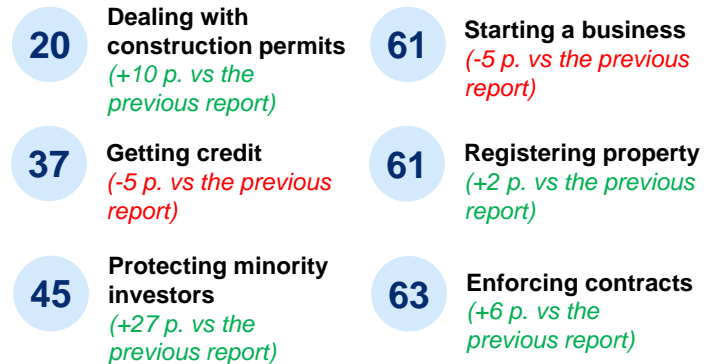 20
Dealing with
construction permits
(+10 p. vs the
previous report)
61
Starting a business
(-5 p. vs the previous
report)
37
Getting credit
(-5 p. vs the previous
report)
61
Registering property
(+2 p. vs the previous
report)
45
Protecting minority
investors
(+27 p. vs the
previous report)
63
Enforcing contracts
(+6 p. vs the
previous report)